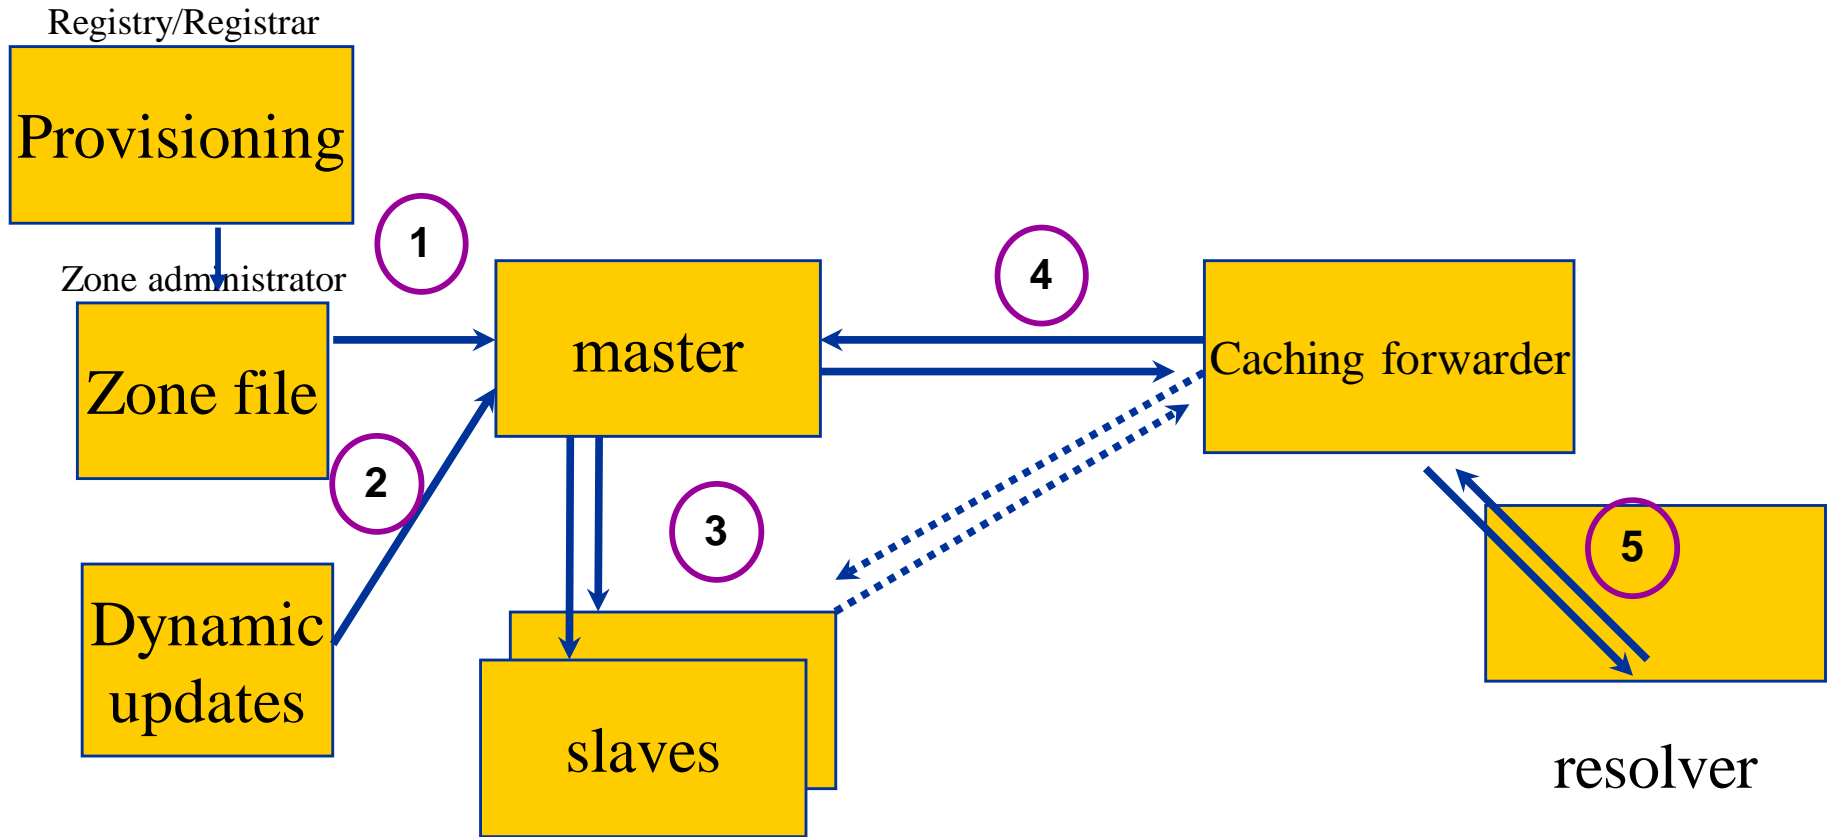 Registry/Registrar
Provisioning
1
Zone administrator
4
master
Caching forwarder
Zone file
2
3
5
Dynamic
updates
slaves
resolver